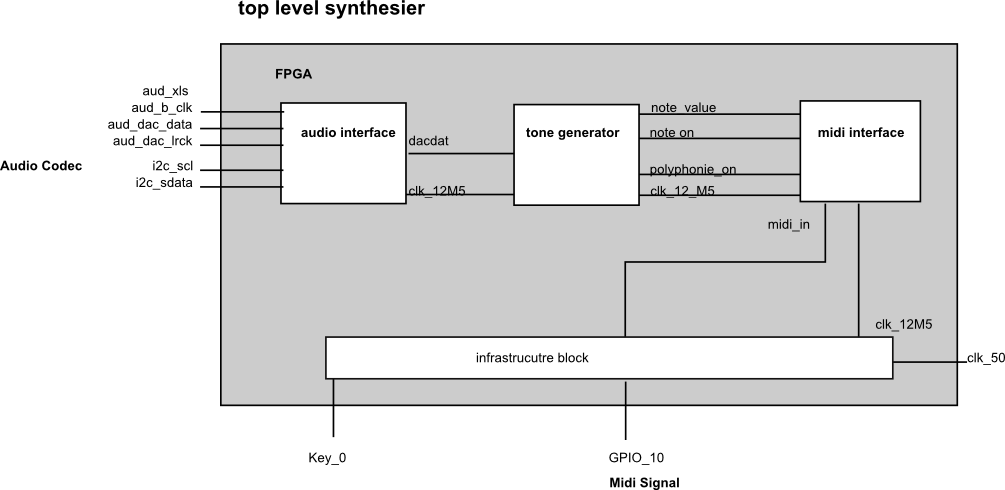 top level synthesier
FPGA
aud_xls
aud_b_clk
aud_dac_data
aud_dac_lrck
Audio Codec
i2c_scl
i2c_sdata
audio interface
dacdat
clk_12M5
tone generator
note_value
note on
polyphonie_on
clk_12_M5
midi interface
midi_in
clk_12M5
infrastrucutre block
clk_50
Key_0
GPIO_10
Midi Signal